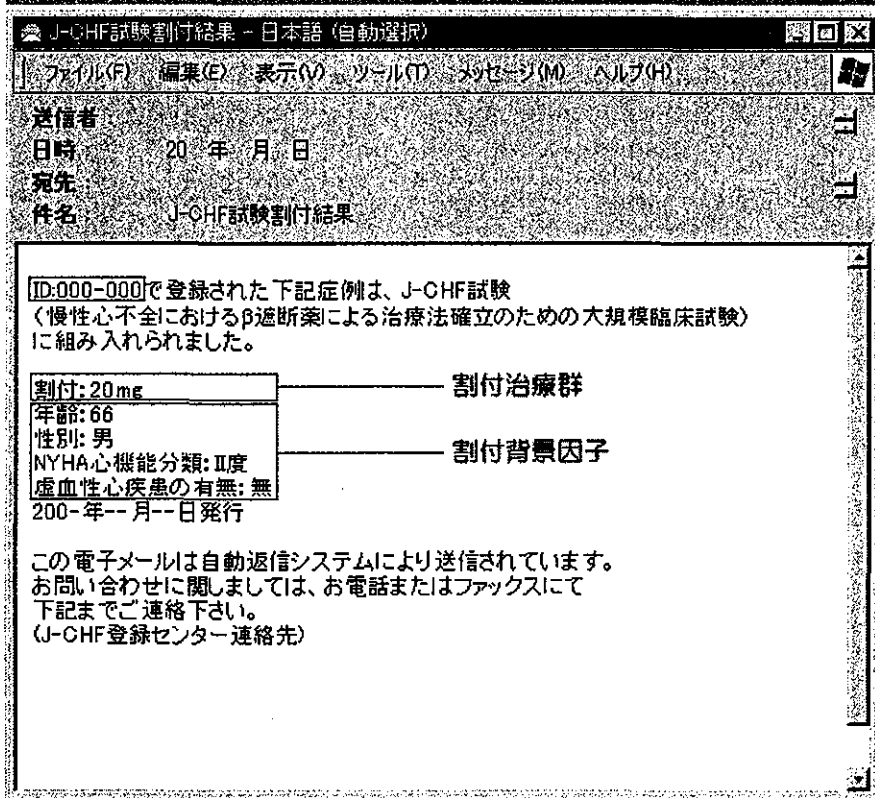 J-CHF試験割付結果 - 日本語 (自動選択)
ファイル(F) 編集(E) 表示(V) ツール(T) メッセージ(M) ヘルプ(H)
送信者:
日時: 20 年 月 日
宛先:
件名: J-CHF試験割付結果
ID:000-000で登録された下記症例は、J-CHF試験
(慢性心不全におけるβ遮断薬による治療法確立のための大規模臨床試験)
に組み入れられました。
割付:20mg 割付治療群
年齢:66
性別:男
NYHA心機能分類:II度 割付背景因子
虚血性心疾患の有無:無
200-年--月--日発行
この電子メールは自動返信システムにより送信されています。
お問い合わせに関しましては、お電話またはファックスにて
下記までご連絡下さい。
(J-CHF登録センター連絡先)